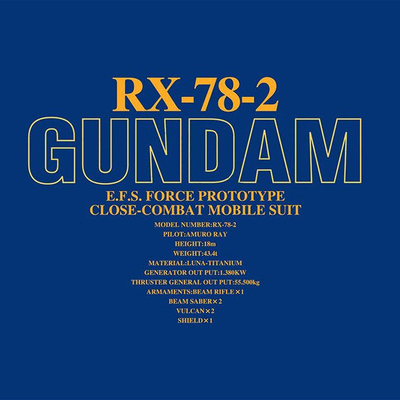 RX-78-2
GUNDAM
E.F.S. FORCE PROTOTYPE
CLOSE-COMBAT MOBILE SUIT
MODEL NUMBER:RX-78-2
PILOT:AMURO RAY
HEIGHT:18m
WEIGHT:43.4t
MATERIAL:LUNA-TITANIUM
GENERATOR OUT PUT:1.380KW
THRUSTER GENERAL OUT PUT:55.500kg
ARMAMENTS:BEAM RIFLE×1
BEAM SABER×2
VULCAN×2
SHIELD×1